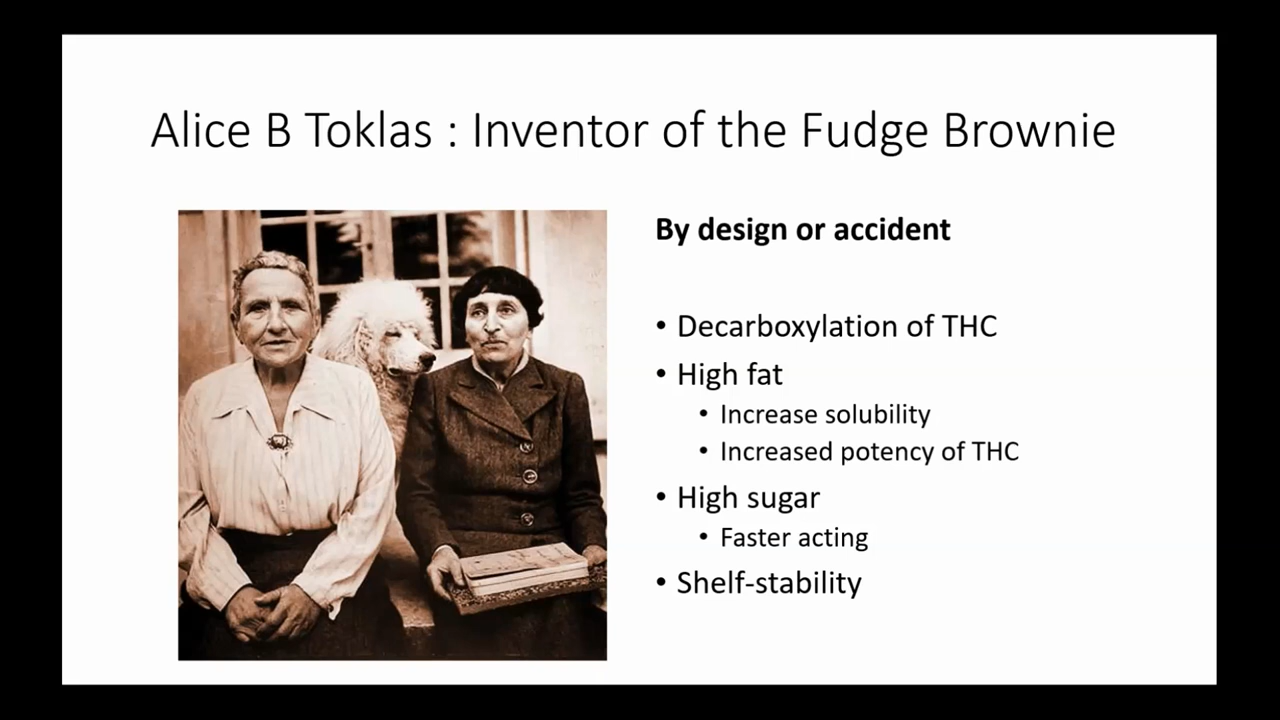 Alice B Toklas : Inventor of the Fudge Brownie
By design or accident
• Decarboxylation of THC
• High fat
• Increase solubility
• Increased potency of THC
• High sugar
• Faster acting
• Shelf-stability